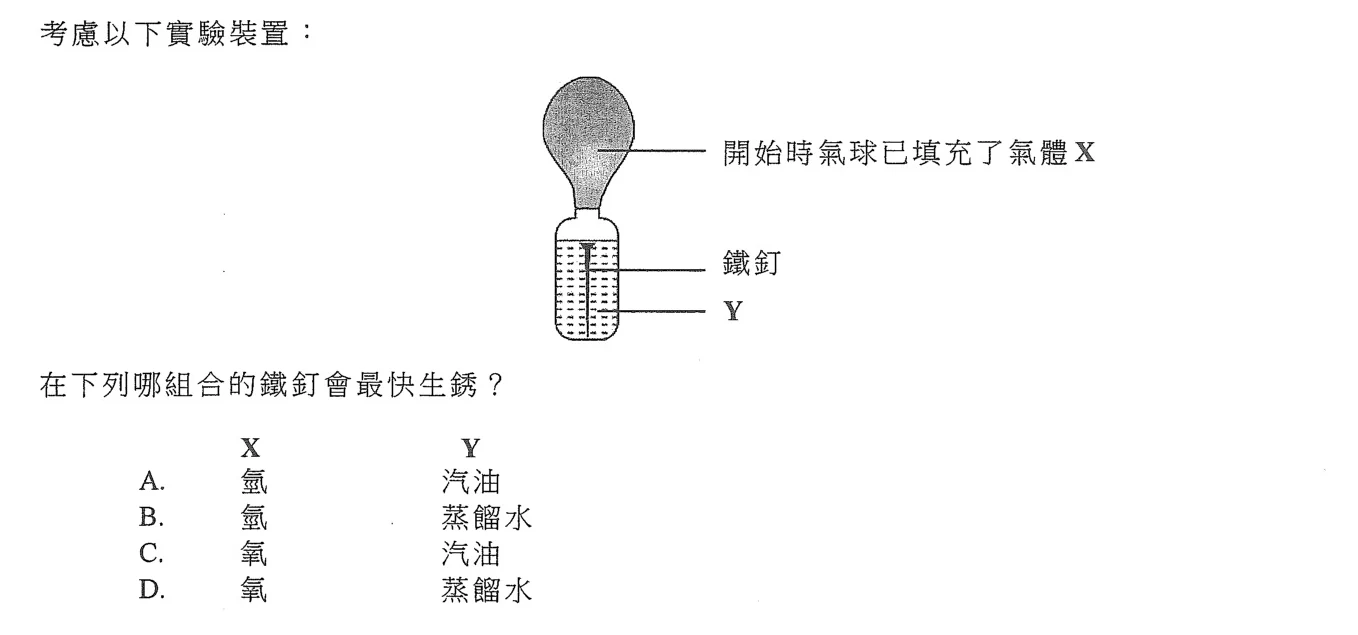 考慮以下實驗裝置：
開始時氣球已填充了氣體 X
鐵釘
Y
在下列哪組合的鐵釘會最快生銹？
X Y
A. 氫 汽油
B. 氫 蒸餾水
C. 氧 汽油
D. 氧 蒸餾水